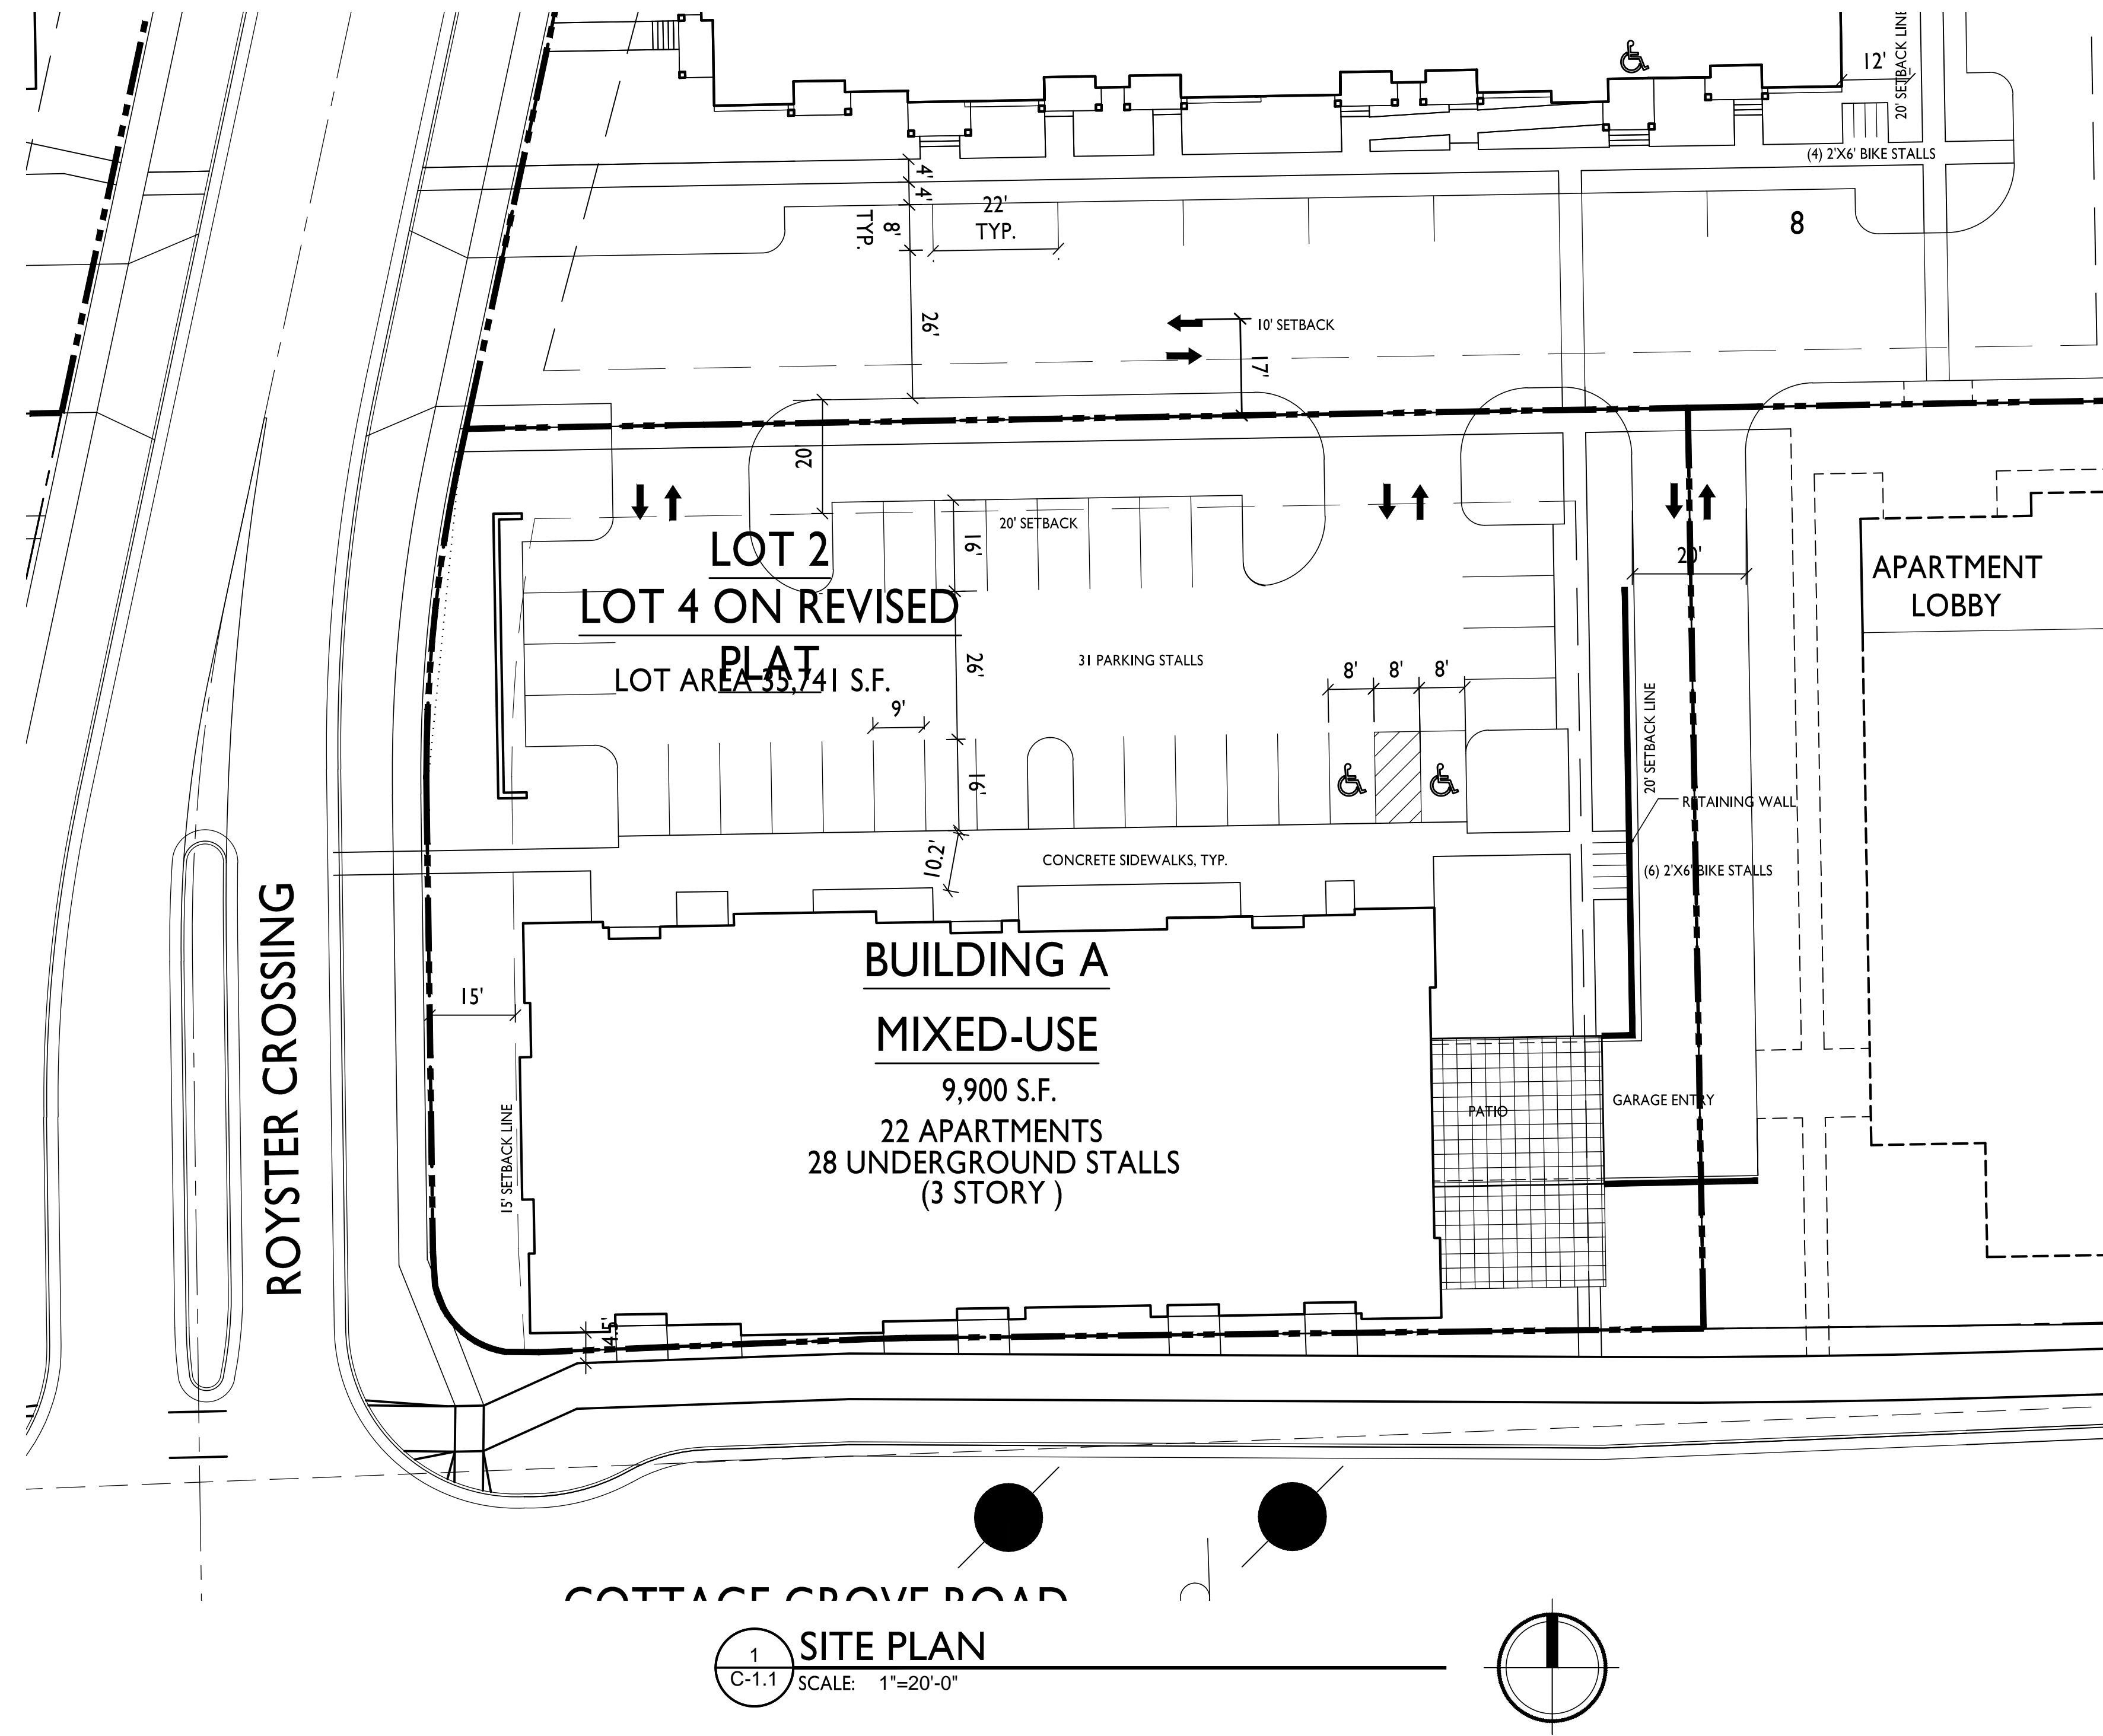 20' SETBACK LINE
12'
(4) 2'X6' BIKE STALLS
4'
4'
8'
TYP.
22'
TYP.
8
26'
10' SETBACK
17'
20'
20' SETBACK
16'
LOT 2
LOT 4 ON REVISED
PLAT
LOT AREA 35,741 S.F.
26'
31 PARKING STALLS
8'
8'
8'
9'
16'
20'
APARTMENT
LOBBY
20' SETBACK LINE
RETAINING WALL
(6) 2'X6' BIKE STALLS
10.2'
CONCRETE SIDEWALKS, TYP.
ROYSTER CROSSING
15'
15' SETBACK LINE
BUILDING A
MIXED-USE
9,900 S.F.
22 APARTMENTS
28 UNDERGROUND STALLS
(3 STORY )
PATIO
GARAGE ENTRY
4.5'
COTTAGE GROVE ROAD
1
C-1.1
SITE PLAN
SCALE: 1"=20'-0"